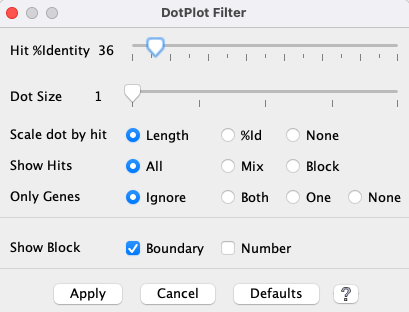 DotPlot Filter
Hit %Identity 36
Dot Size 1
Scale dot by hit Length %Id None
Show Hits All Mix Block
Only Genes Ignore Both One None
Show Block Boundary Number
Apply Cancel Defaults ?